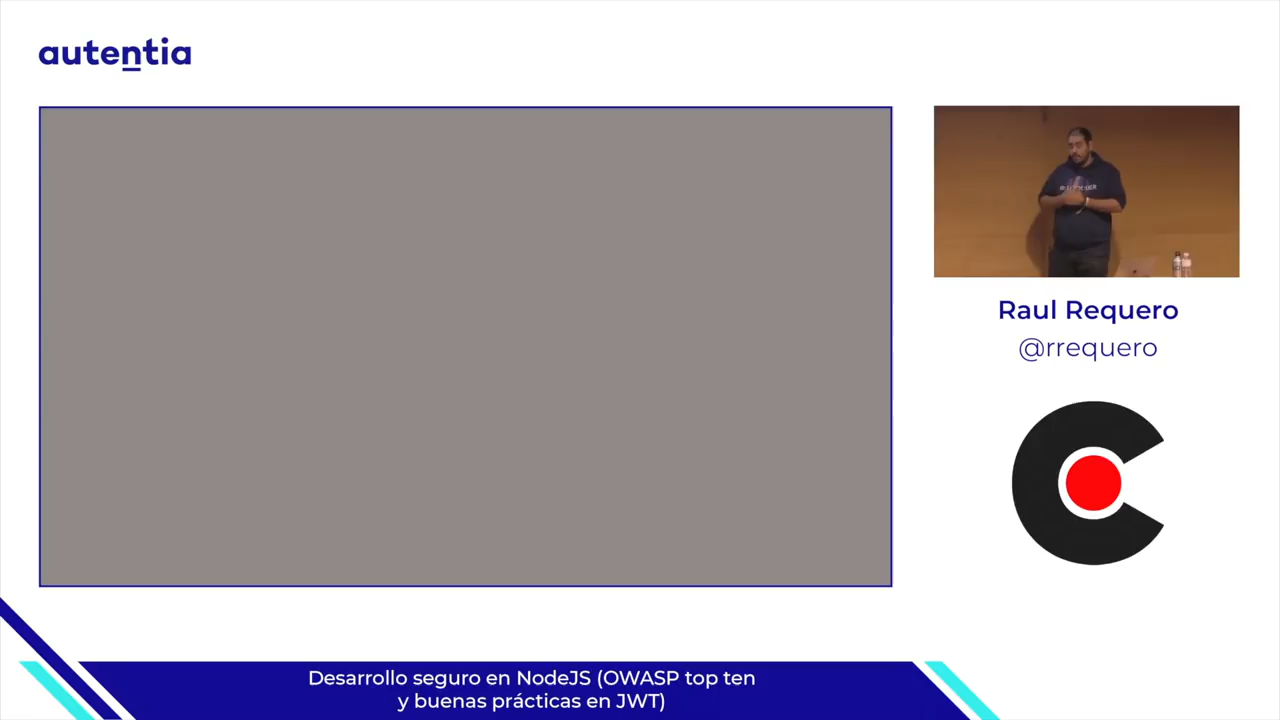 autentia
Raul Requero
@rrequero
Desarrollo seguro en NodeJS (OWASP top ten
y buenas prácticas en JWT)